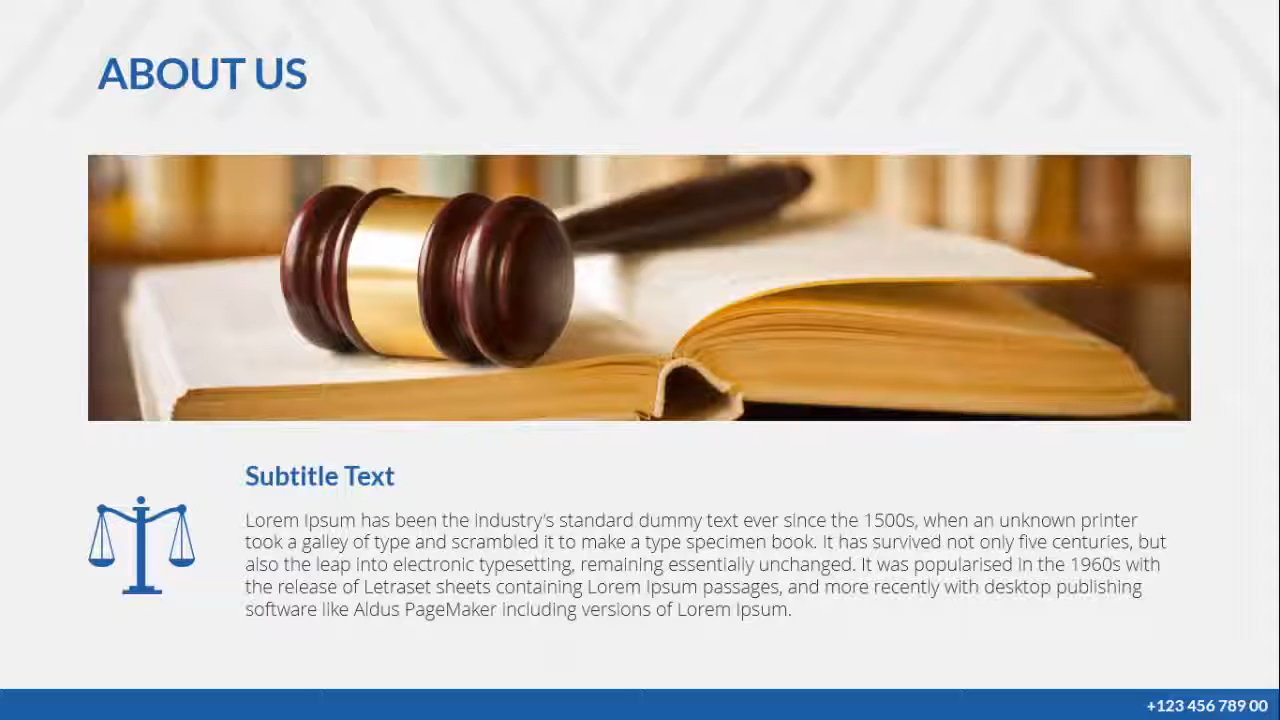 ABOUT US
Subtitle Text
Lorem Ipsum has been the industry's standard dummy text ever since the 1500s, when an unknown printer
took a galley of type and scrambled it to make a type specimen book. It has survived not only five centuries, but
also the leap into electronic typesetting, remaining essentially unchanged. It was popularised in the 1960s with
the release of Letraset sheets containing Lorem Ipsum passages, and more recently with desktop publishing
software like Aldus PageMaker including versions of Lorem Ipsum.
+123 456 789 00